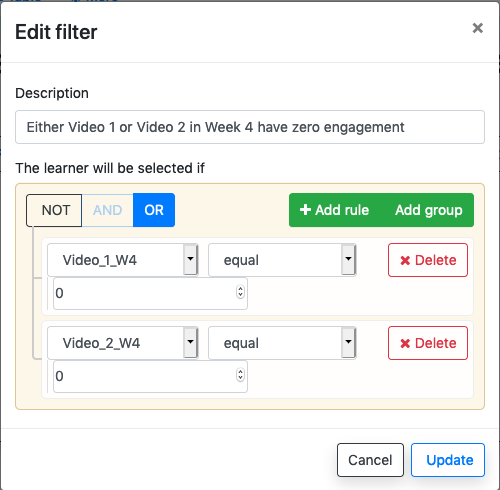 Edit filter ×
Description
Either Video 1 or Video 2 in Week 4 have zero engagement
The learner will be selected if
NOT AND OR + Add rule Add group
Video_1_W4 equal × Delete
0
Video_2_W4 equal × Delete
0
Cancel Update